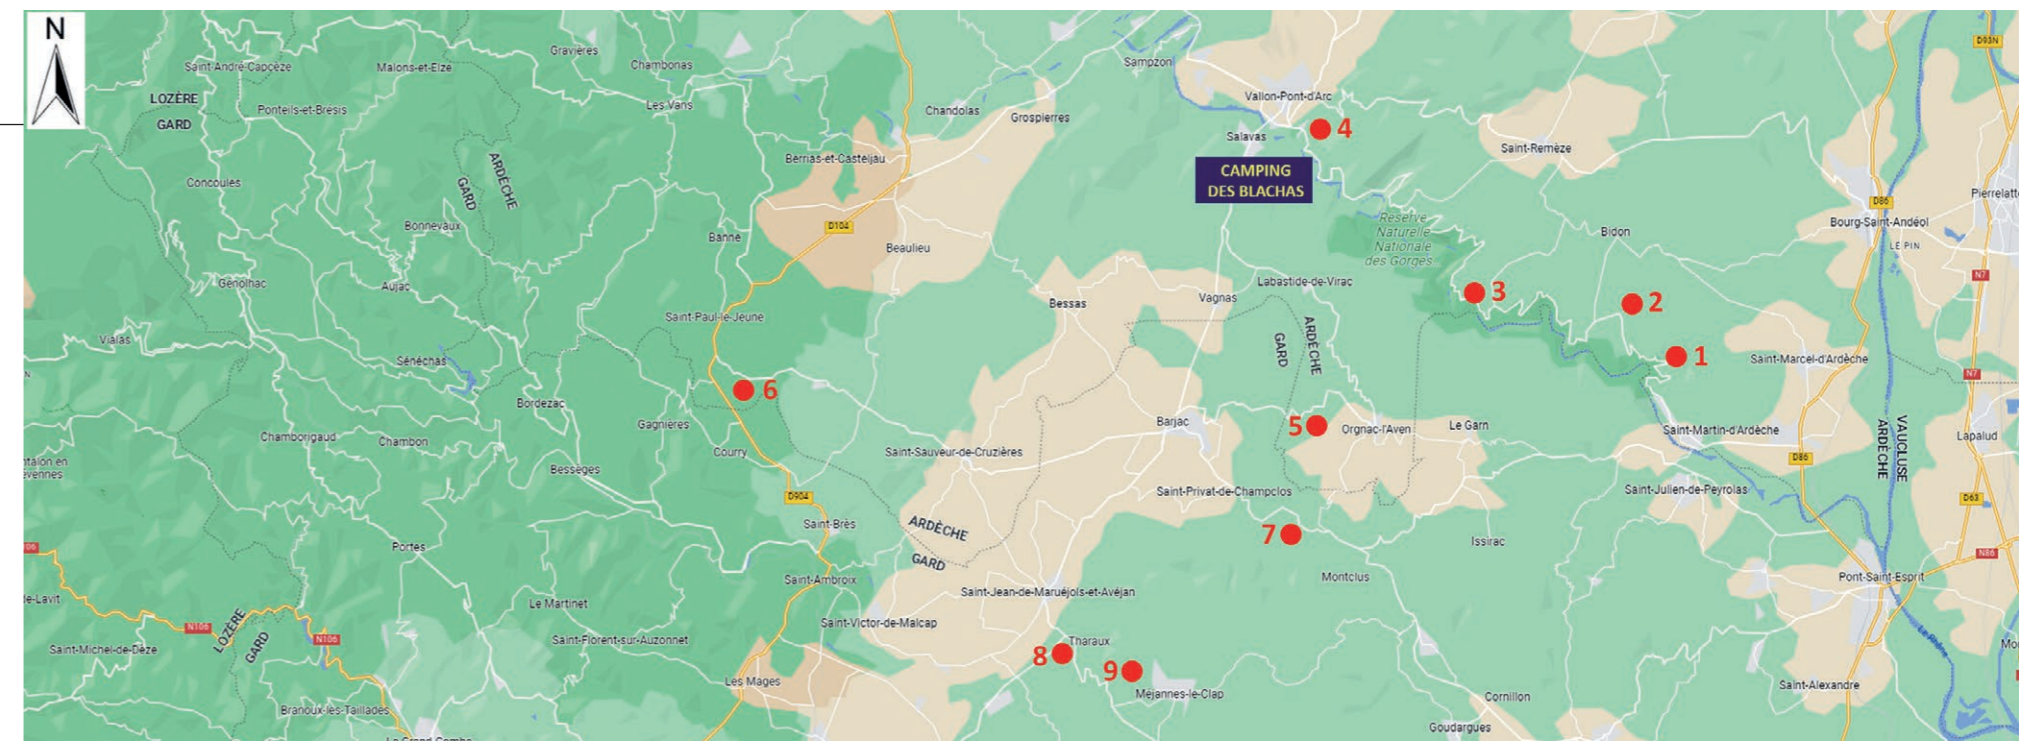 N
Saint-André-Capcèze
Malons-et-Elze
Gravières
Chambonas
Sampzon
D93N
LOZÈRE
GARD
Ponteils-et-Brésis
Les Vans
Chandolas
Grospierres
Vallon-Pont-d'Arc
4
Salavas
Saint-Remèze
Concoules
ARDÈCHE
GARD
Berrias-et-Casteljau
CAMPING
DES BLACHAS
D86
Bourg-Saint-Andéol
LE PIN
Bonnevaux
D104
Banne
Beaulieu
Réserve
Naturelle
Nationale
des Gorges
Bidon
N7
Génolhac
Aujac
Labastide-de-Virac
3
2
Bessas
Vagnas
Saint-Paul-le-Jeune
Vialas
Sénéchas
GARD
ARDÈCHE
1
Saint-Marcel-d'Ardèche
N7
6
Bordezac
Gagnières
Barjac
5
Orgnac-l'Aven
Le Garn
Saint-Martin-d'Ardèche
ARDÈCHE
VAUCLUSE
Lapalud
Chamborigaud
Chambon
Courry
Saint-Sauveur-de-Cruzières
D86
Bessèges
D904
Saint-Privat-de-Champclos
Saint-Julien-de-Peyrolas
D63
Saint-Brès
ARDÈCHE
GARD
7
Issirac
N86
Portes
Saint-Ambroix
Saint-Jean-de-Maruéjols-et-Avéjan
Montclus
Pont-Saint-Esprit
Le Martinet
Saint-Victor-de-Malcap
N106
LOZÈRE
GARD
N106
Saint-Michel-de-Dèze
Saint-Florent-sur-Auzonnet
8
Tharaux
9
Le Rhône
Les Mages
Méjannes-le-Clap
Cornillon
Saint-Alexandre
Branoux-les-Taillades
Goudargues